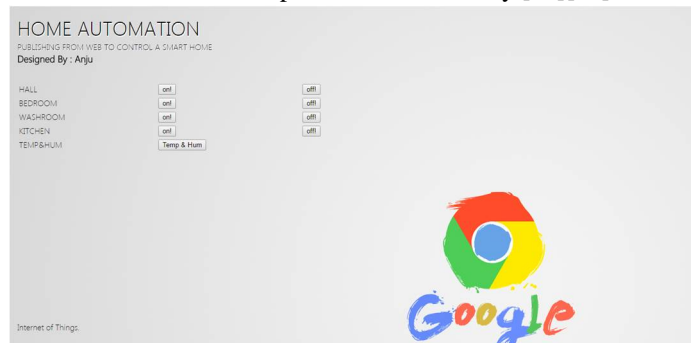 HOME AUTOMATION
PUBLISHING FROM WEB TO CONTROL A SMART HOME
Designed By : Anju
HALL on! off!
BEDROOM on! off!
WASHROOM on! off!
KITCHEN on! off!
TEMP&HUM Temp & Hum
Google
Internet of Things.